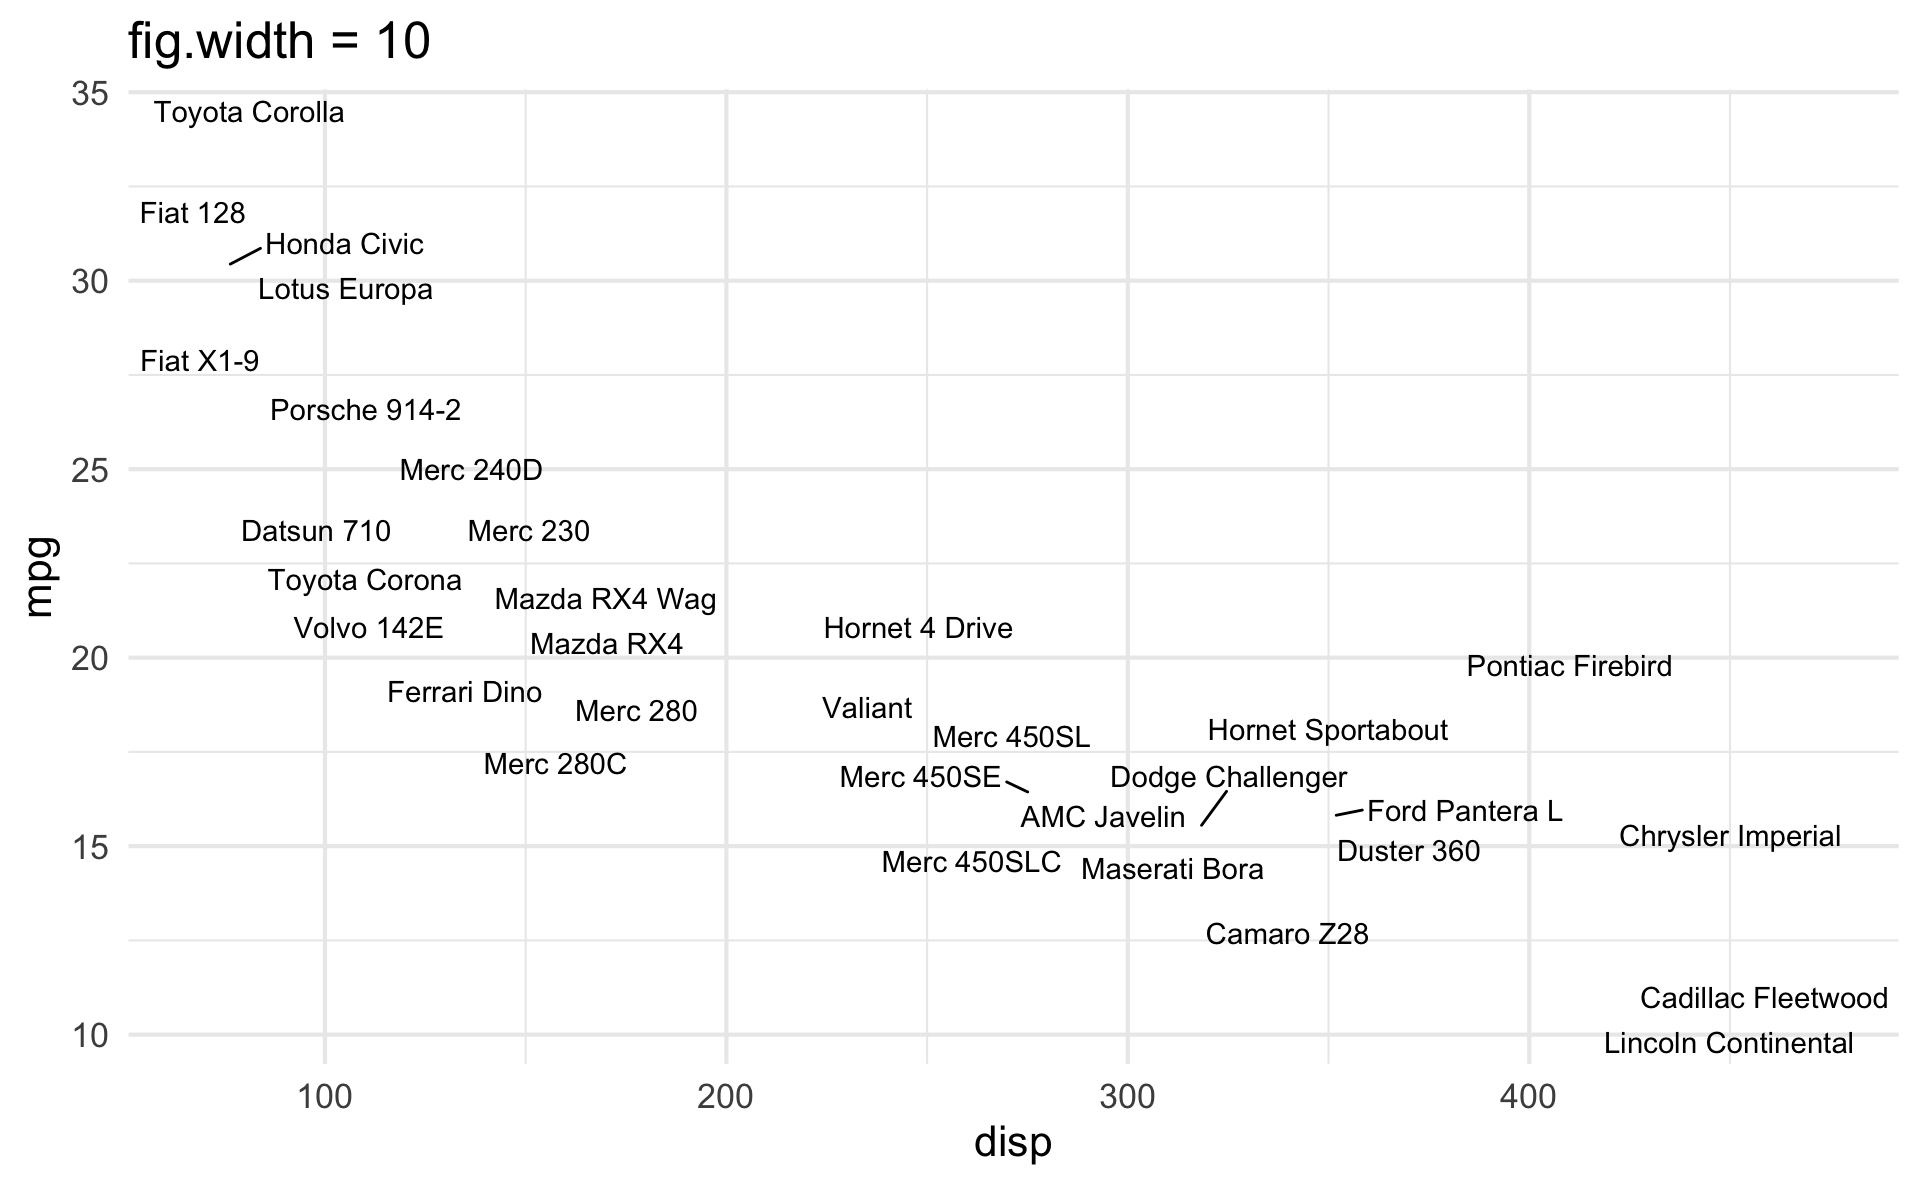 fig.width = 10
35
Toyota Corolla
Fiat 128
Honda Civic
30
Lotus Europa
Fiat X1-9
Porsche 914-2
25
Merc 240D
Datsun 710
Merc 230
mpg
Toyota Corona
Mazda RX4 Wag
Volvo 142E
Hornet 4 Drive
Mazda RX4
20
Pontiac Firebird
Ferrari Dino
Merc 280
Valiant
Hornet Sportabout
Merc 450SL
Merc 280C
Merc 450SE
Dodge Challenger
Ford Pantera L
AMC Javelin
Chrysler Imperial
15
Duster 360
Merc 450SLC
Maserati Bora
Camaro Z28
Cadillac Fleetwood
10
Lincoln Continental
100
200
300
400
disp